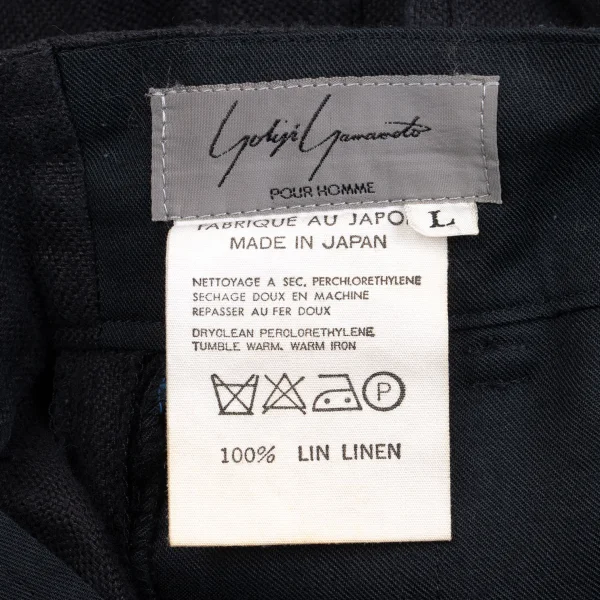 Yohji Yamamoto
POUR HOMME
L
FABRIQUE AU JAPON
MADE IN JAPAN
NETTOYAGE A SEC, PERCHLORETHYLENE
SECHAGE DOUX EN MACHINE
REPASSER AU FER DOUX
DRYCLEAN PERCLORETHYLENE,
TUMBLE WARM, WARM IRON
P
100% LIN LINEN